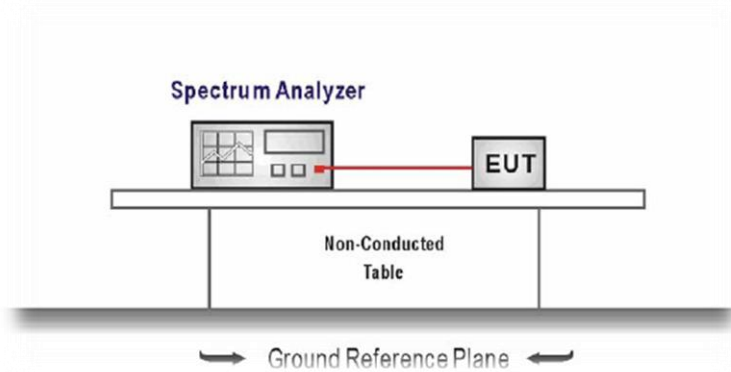 Spectrum Analyzer
EUT
Non-Conducted
Table
Ground Reference Plane